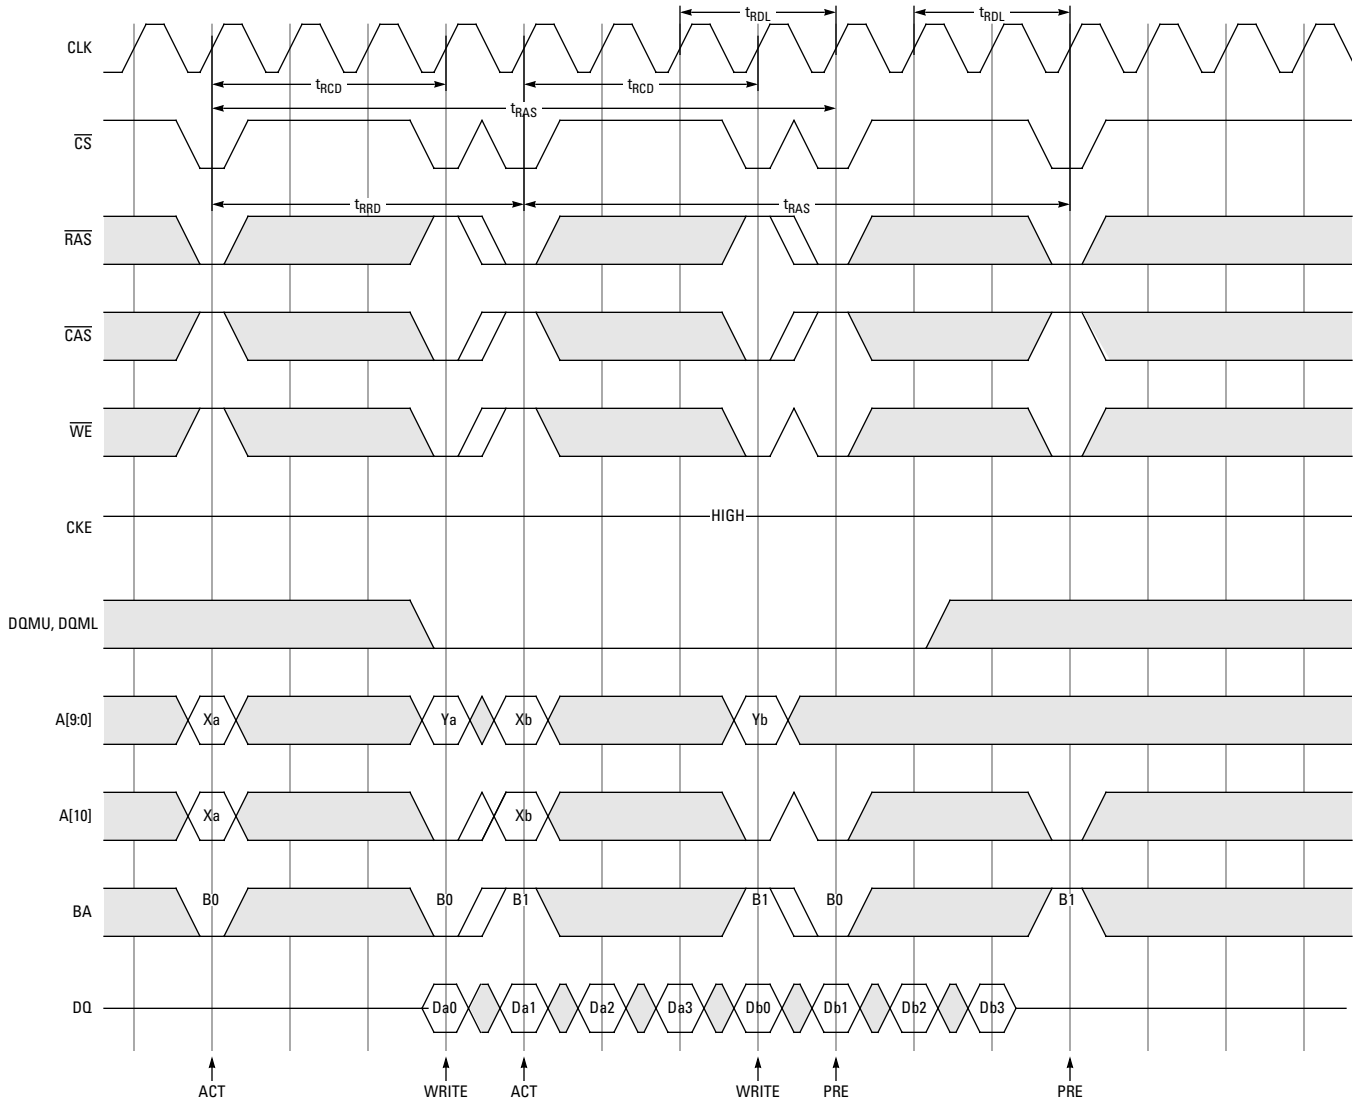 tRDL tRDL
CLK
tRCD tRCD
tRAS
CS
tRRD tRAS
RAS
CAS
WE
HIGH
CKE
DQMU, DQML
A[9:0] Xa Ya Xb Yb
A[10] Xa Xb
BA B0 B0 B1 B1 B0 B1
DQ Da0 Da1 Da2 Da3 Db0 Db1 Db2 Db3
ACT WRITE ACT WRITE PRE PRE